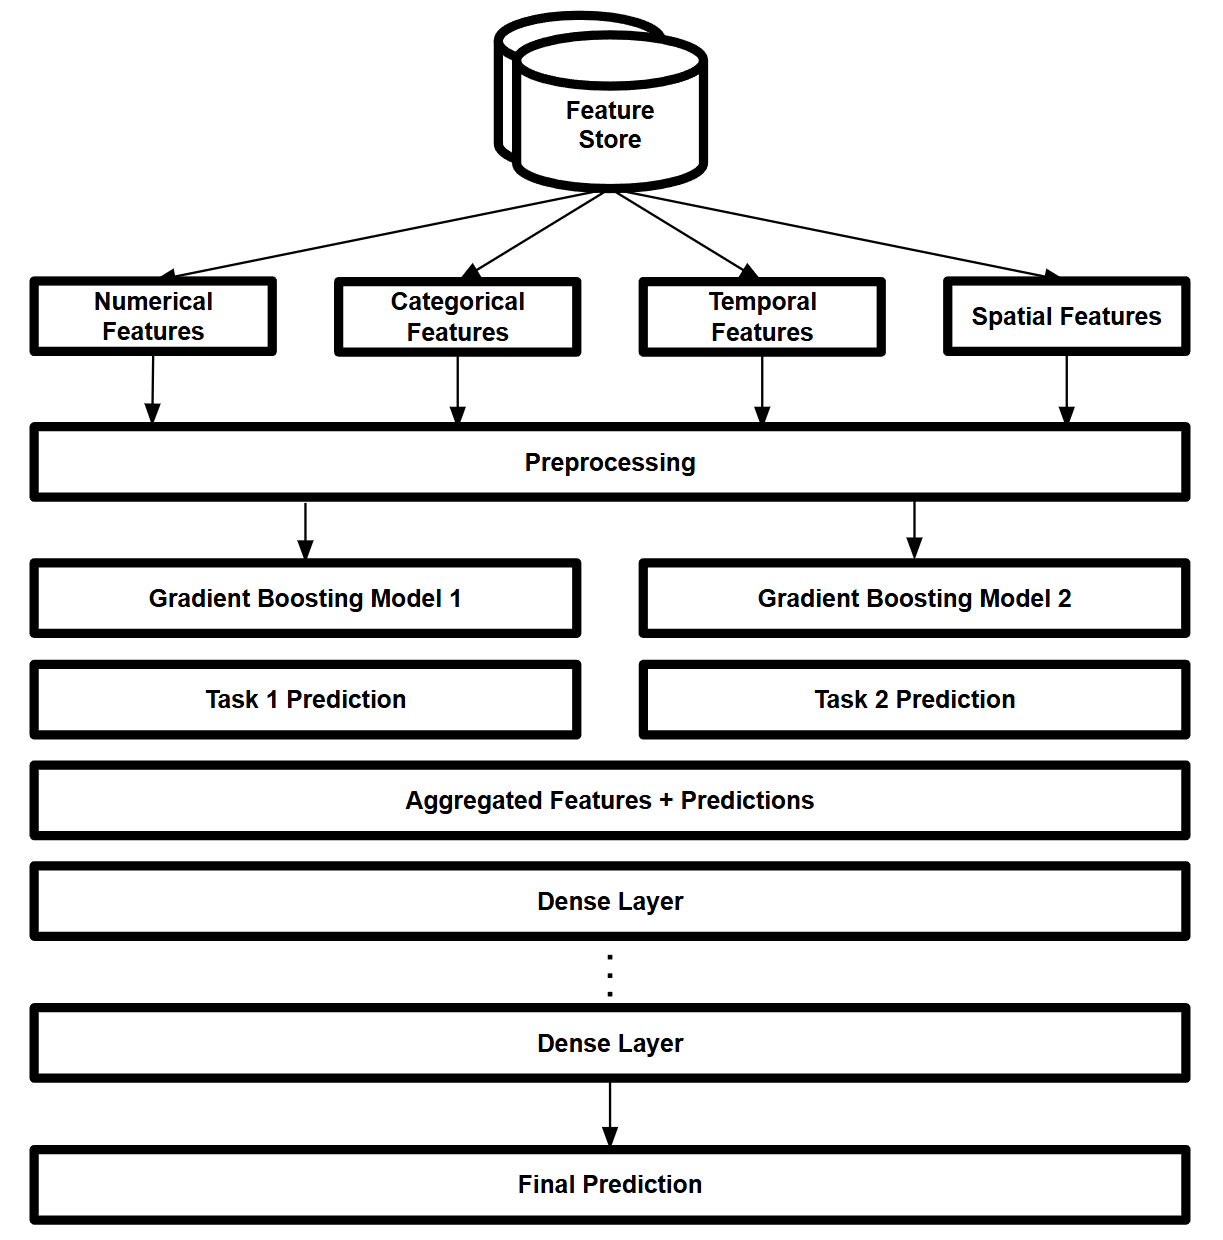 Feature
Store
Numerical
Features
Categorical
Features
Temporal
Features
Spatial Features
Preprocessing
Gradient Boosting Model 1
Gradient Boosting Model 2
Task 1 Prediction
Task 2 Prediction
Aggregated Features + Predictions
Dense Layer
Dense Layer
Final Prediction